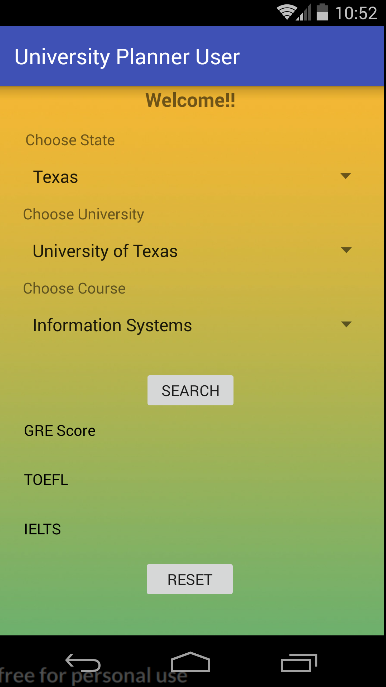 10:52
University Planner User
Welcome!!
Choose State
Texas
Choose University
University of Texas
Choose Course
Information Systems
SEARCH
GRE Score
TOEFL
IELTS
RESET
free for personal use